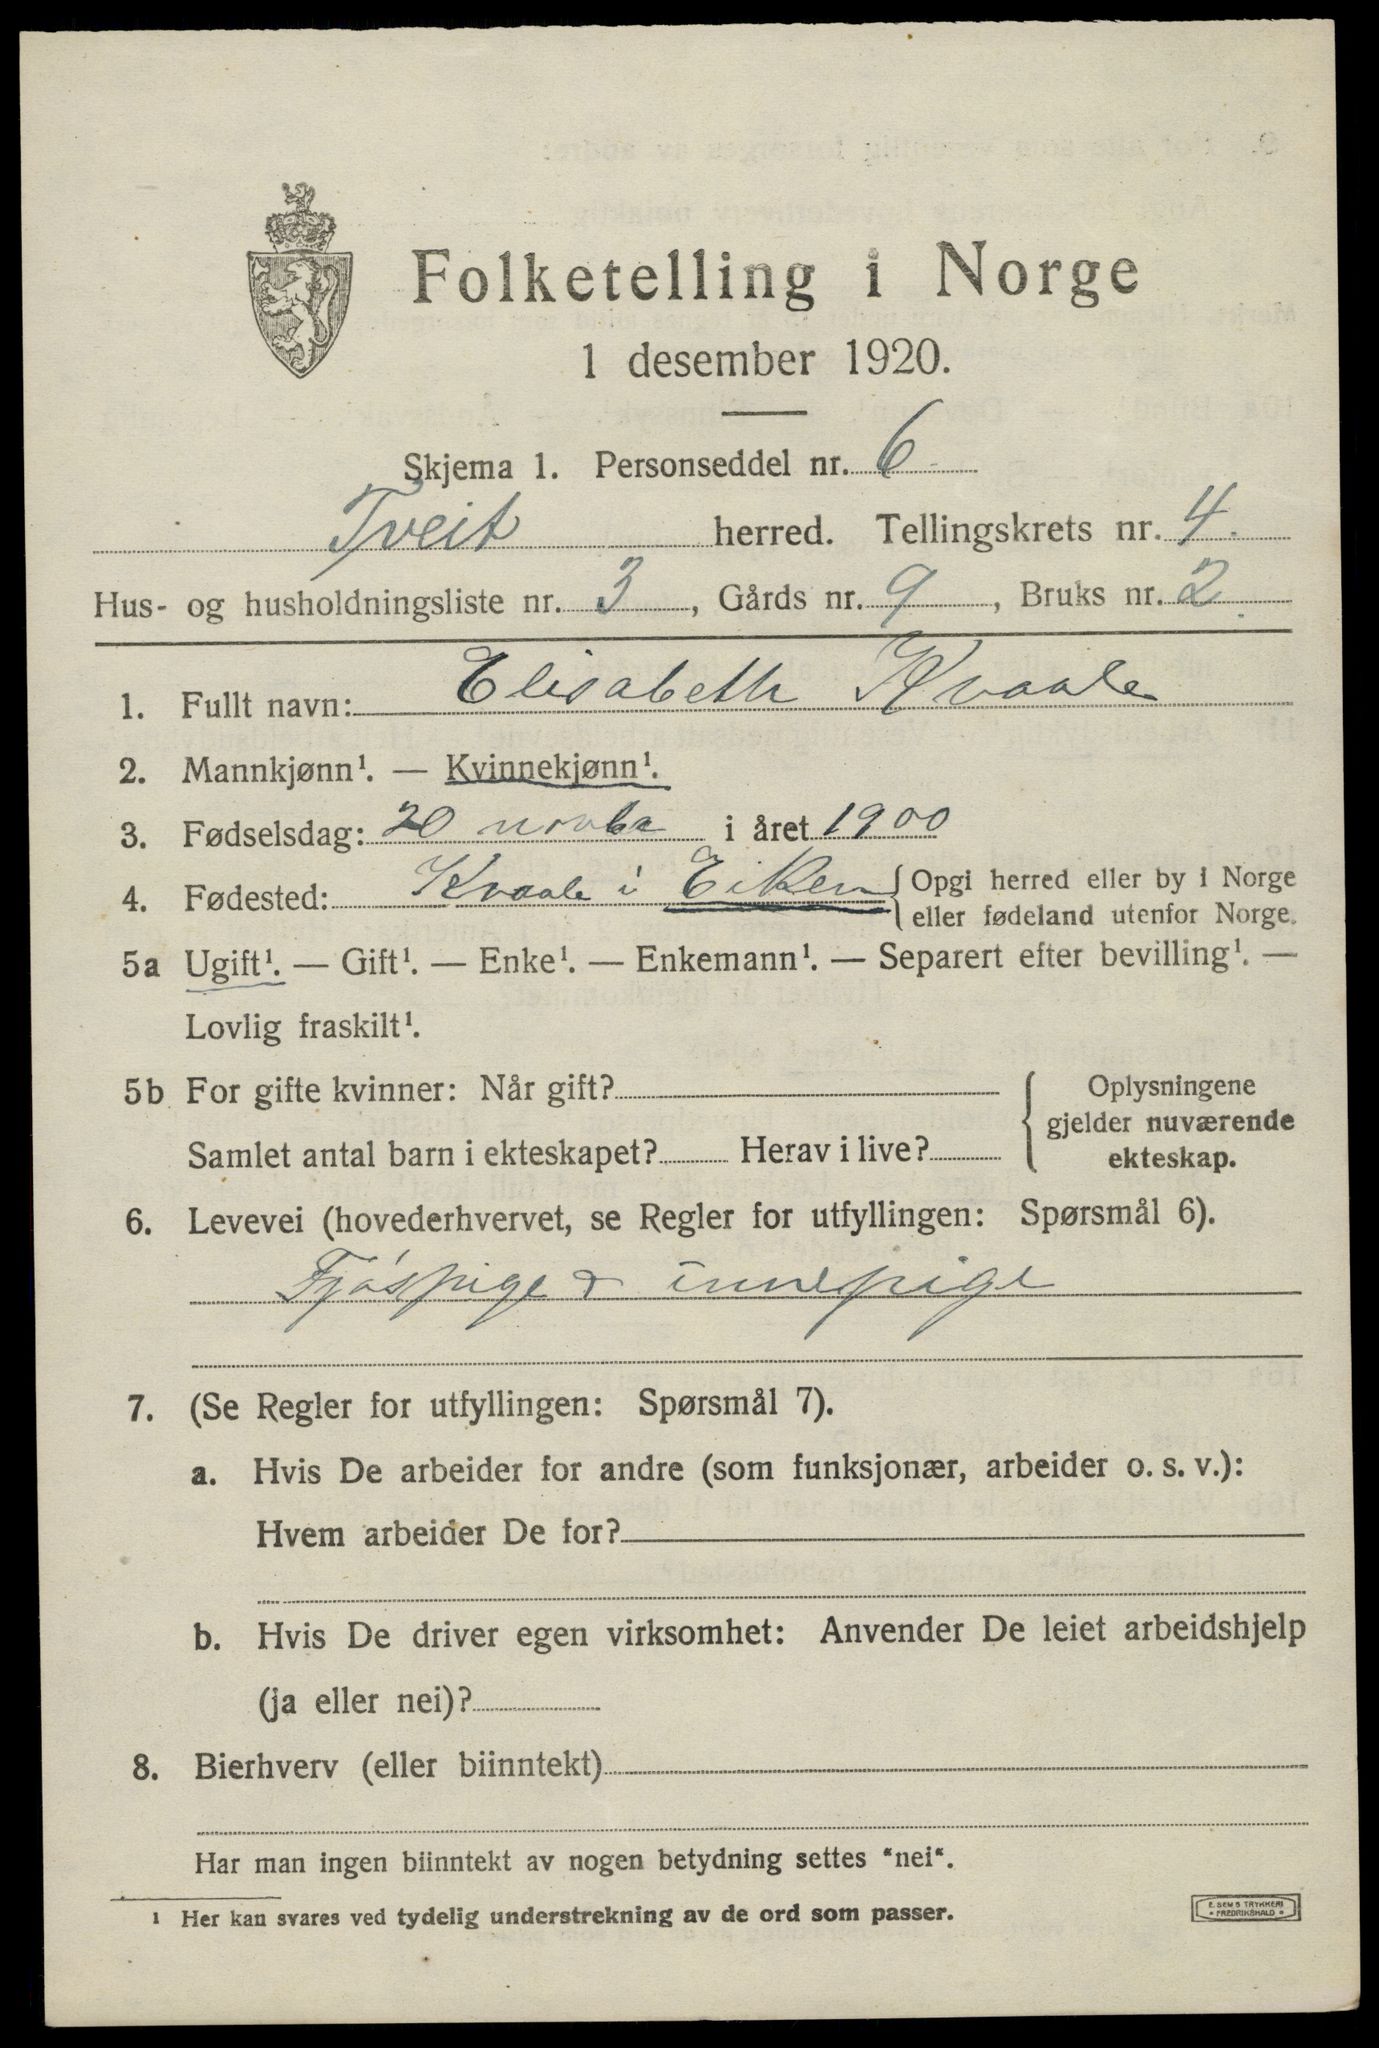 Folketelling i Norge
1 desember 1920.
Skjema 1. Personseddel nr. 6
Tveit herred. Tellingskrets nr. 4.
Hus- og husholdningsliste nr. 3, Gårds nr. 9, Bruks nr. 2.
1. Fullt navn: Elisabeth Kvaale
2. Mannkjønn¹. — Kvinnekjønn¹.
3. Fødselsdag: 20 novbr i året 1900
4. Fødested: Kvaale i Eiken { Opgi herred eller by i Norge
eller fødeland utenfor Norge.
5a Ugift¹. — Gift¹. — Enke¹. — Enkemann¹. — Separert efter bevilling¹. —
Lovlig fraskilt¹.
5b For gifte kvinner: Når gift? { Oplysningene
gjelder nuværende
Samlet antal barn i ekteskapet? Herav i live? ekteskap.
6. Levevei (hovederhvervet, se Regler for utfyllingen: Spørsmål 6).
Fjøspige & innepige
7. (Se Regler for utfyllingen: Spørsmål 7).
a. Hvis De arbeider for andre (som funksjonær, arbeider o. s. v.):
Hvem arbeider De for?
b. Hvis De driver egen virksomhet: Anvender De leiet arbeidshjelp
(ja eller nei)?
8. Bierhverv (eller biinntekt)
Har man ingen biinntekt av nogen betydning settes "nei".
1 Her kan svares ved tydelig understrekning av de ord som passer.
E. SEM'S TRYKKERI
FREDRIKSHALD